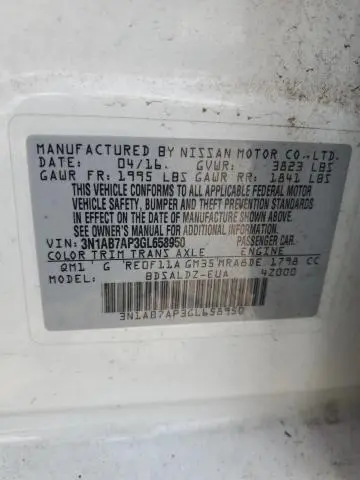 MANUFACTURED BY NISSAN MOTOR CO.,LTD.
DATE: 04/16. GVWR: 3823 LBS
GAWR FR: 1995 LBS GAWR RR: 1841 LBS
THIS VEHICLE CONFORMS TO ALL APPLICABLE FEDERAL MOTOR
VEHICLE SAFETY, BUMPER AND THEFT PREVENTION STANDARDS
IN EFFECT ON THE DATE OF MANUFACTURE SHOWN ABOVE.
SEE OWNER'S MANUAL FOR ADDITIONAL INFORMATION.
VIN: 3N1AB7AP3GL658950 PASSENGER CAR
COLOR TRIM TRANS AXLE ENGINE
QM1 G RE0F11A GM35 MRA8DE 1798 CC
MODEL: BDSALDZ-EUA 4Z000
3N1AB7AP3GL658950